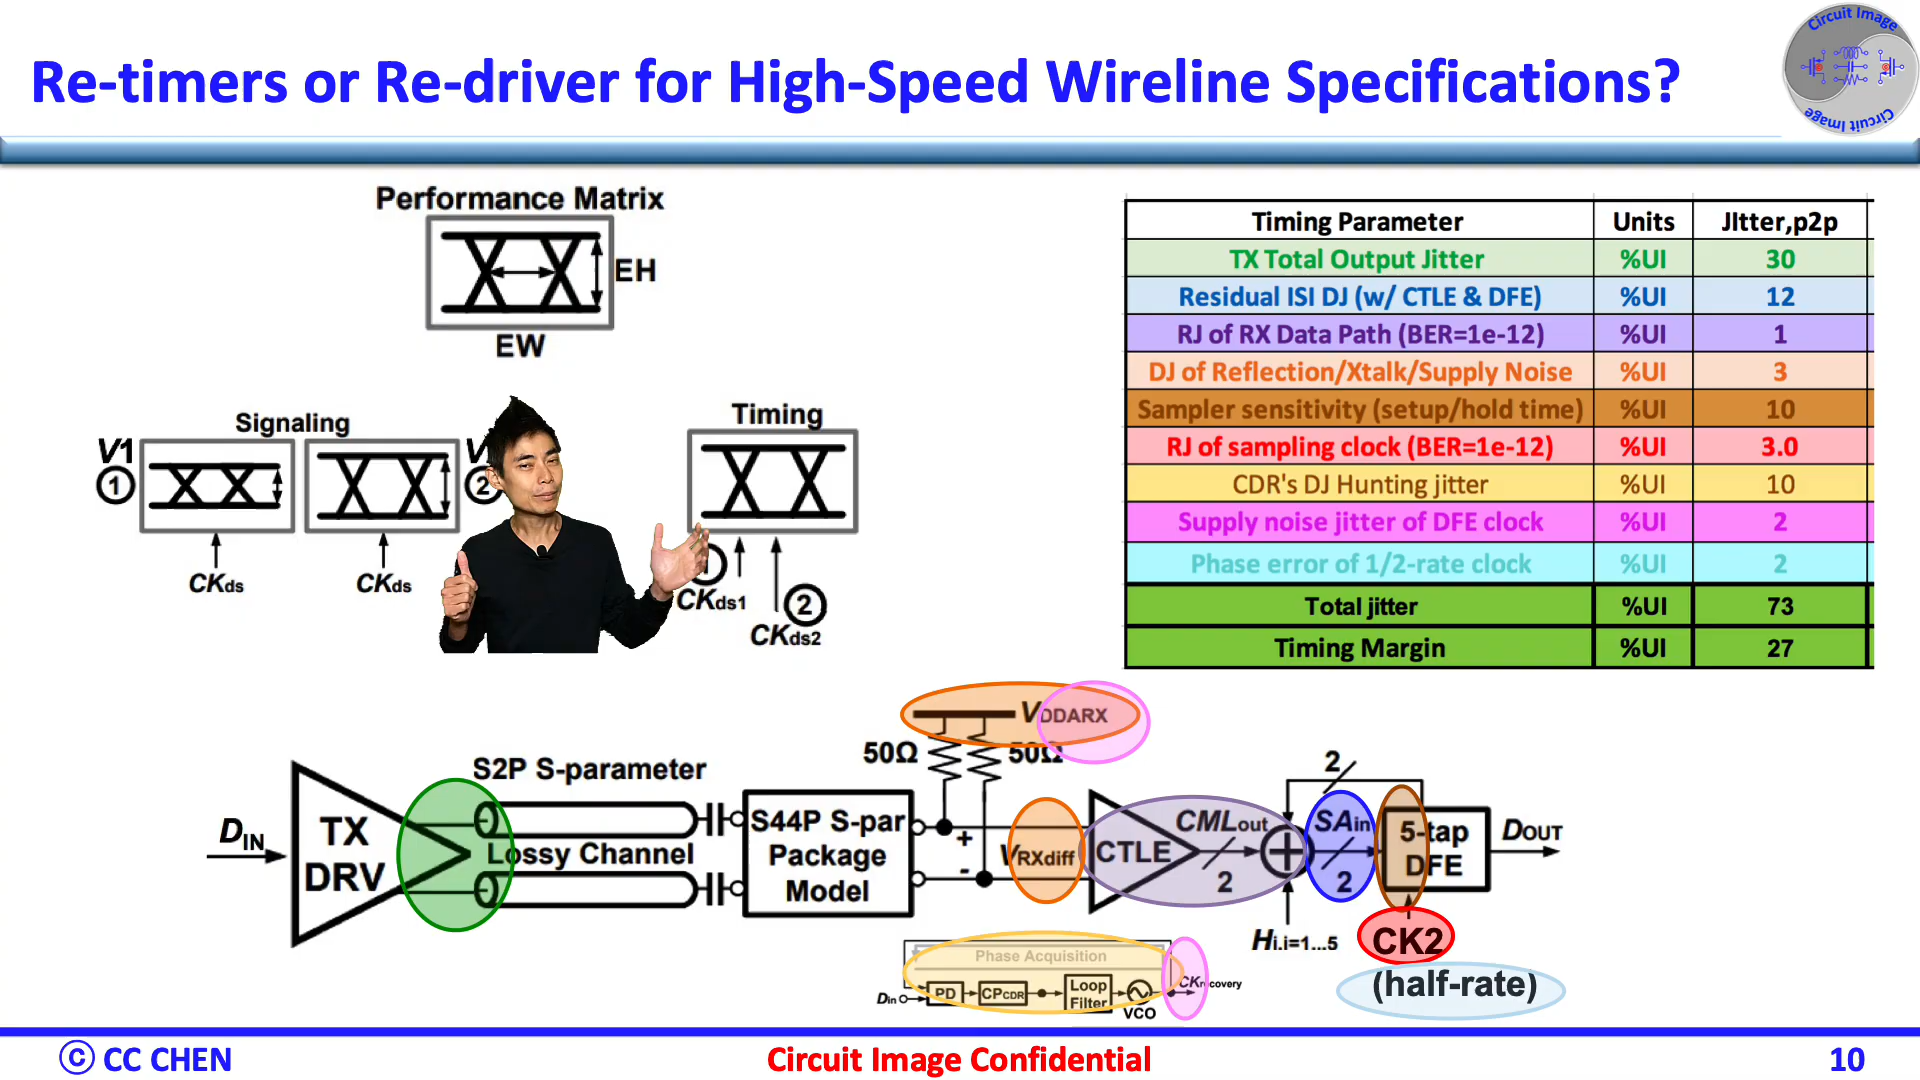 Re-timers or Re-driver for High-Speed Wireline Specifications?
Circuit Image
Circuit Image
Performance Matrix
EH
EW
Signaling
V1
1
V
2
CKds
CKds
Timing
CKds1
2
CKds2
Timing Parameter Units JItter,p2p
TX Total Output Jitter %UI 30
Residual ISI DJ (w/ CTLE & DFE) %UI 12
RJ of RX Data Path (BER=1e-12) %UI 1
DJ of Reflection/Xtalk/Supply Noise %UI 3
Sampler sensitivity (setup/hold time) %UI 10
RJ of sampling clock (BER=1e-12) %UI 3.0
CDR's DJ Hunting jitter %UI 10
Supply noise jitter of DFE clock %UI 2
Phase error of 1/2-rate clock %UI 2
Total jitter %UI 73
Timing Margin %UI 27
VDDARX
50Ω
50Ω
S2P S-parameter
DIN
TX
DRV
Lossy Channel
S44P S-par
Package
Model
+
-
VRXdiff
CTLE
CMLout
2
2
SAin
2
Hi,i=1...5
5-tap
DFE
DOUT
CK2
(half-rate)
Phase Acquisition
Din
PD
CPCDR
Loop
Filter
VCO
CKrecovery
© CC CHEN
Circuit Image Confidential
10